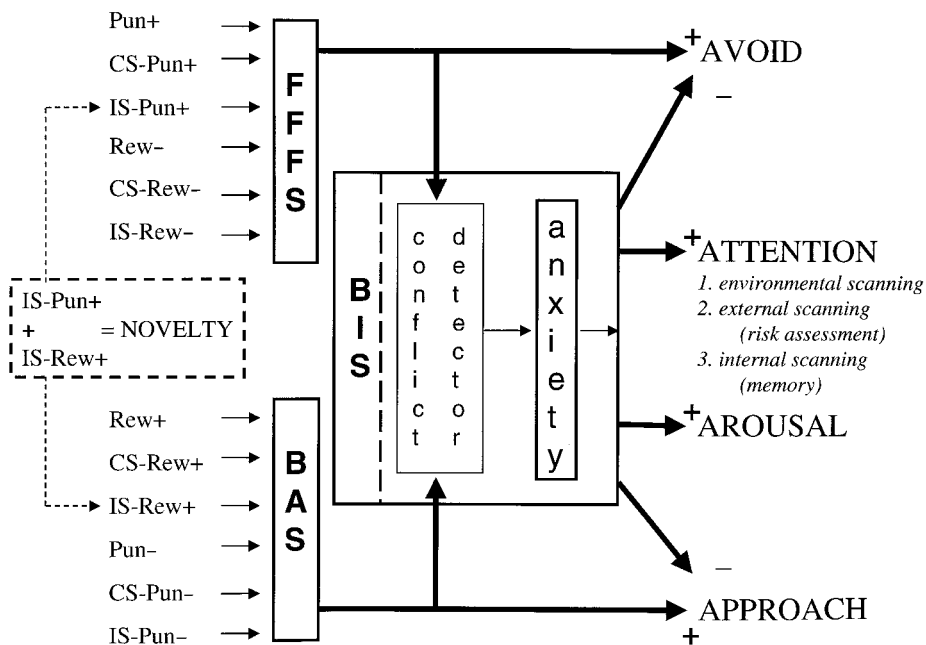 Pun+
CS-Pun+
IS-Pun+
Rew–
CS-Rew–
IS-Rew–
FFFS
IS-Pun+
+ = NOVELTY
IS-Rew+
Rew+
CS-Rew+
IS-Rew+
Pun–
CS-Pun–
IS-Pun–
BAS
BIS
conflict
detector
anxiety
+
AVOID
–
+
ATTENTION
1. environmental scanning
2. external scanning
(risk assessment)
3. internal scanning
(memory)
+
AROUSAL
–
APPROACH
+